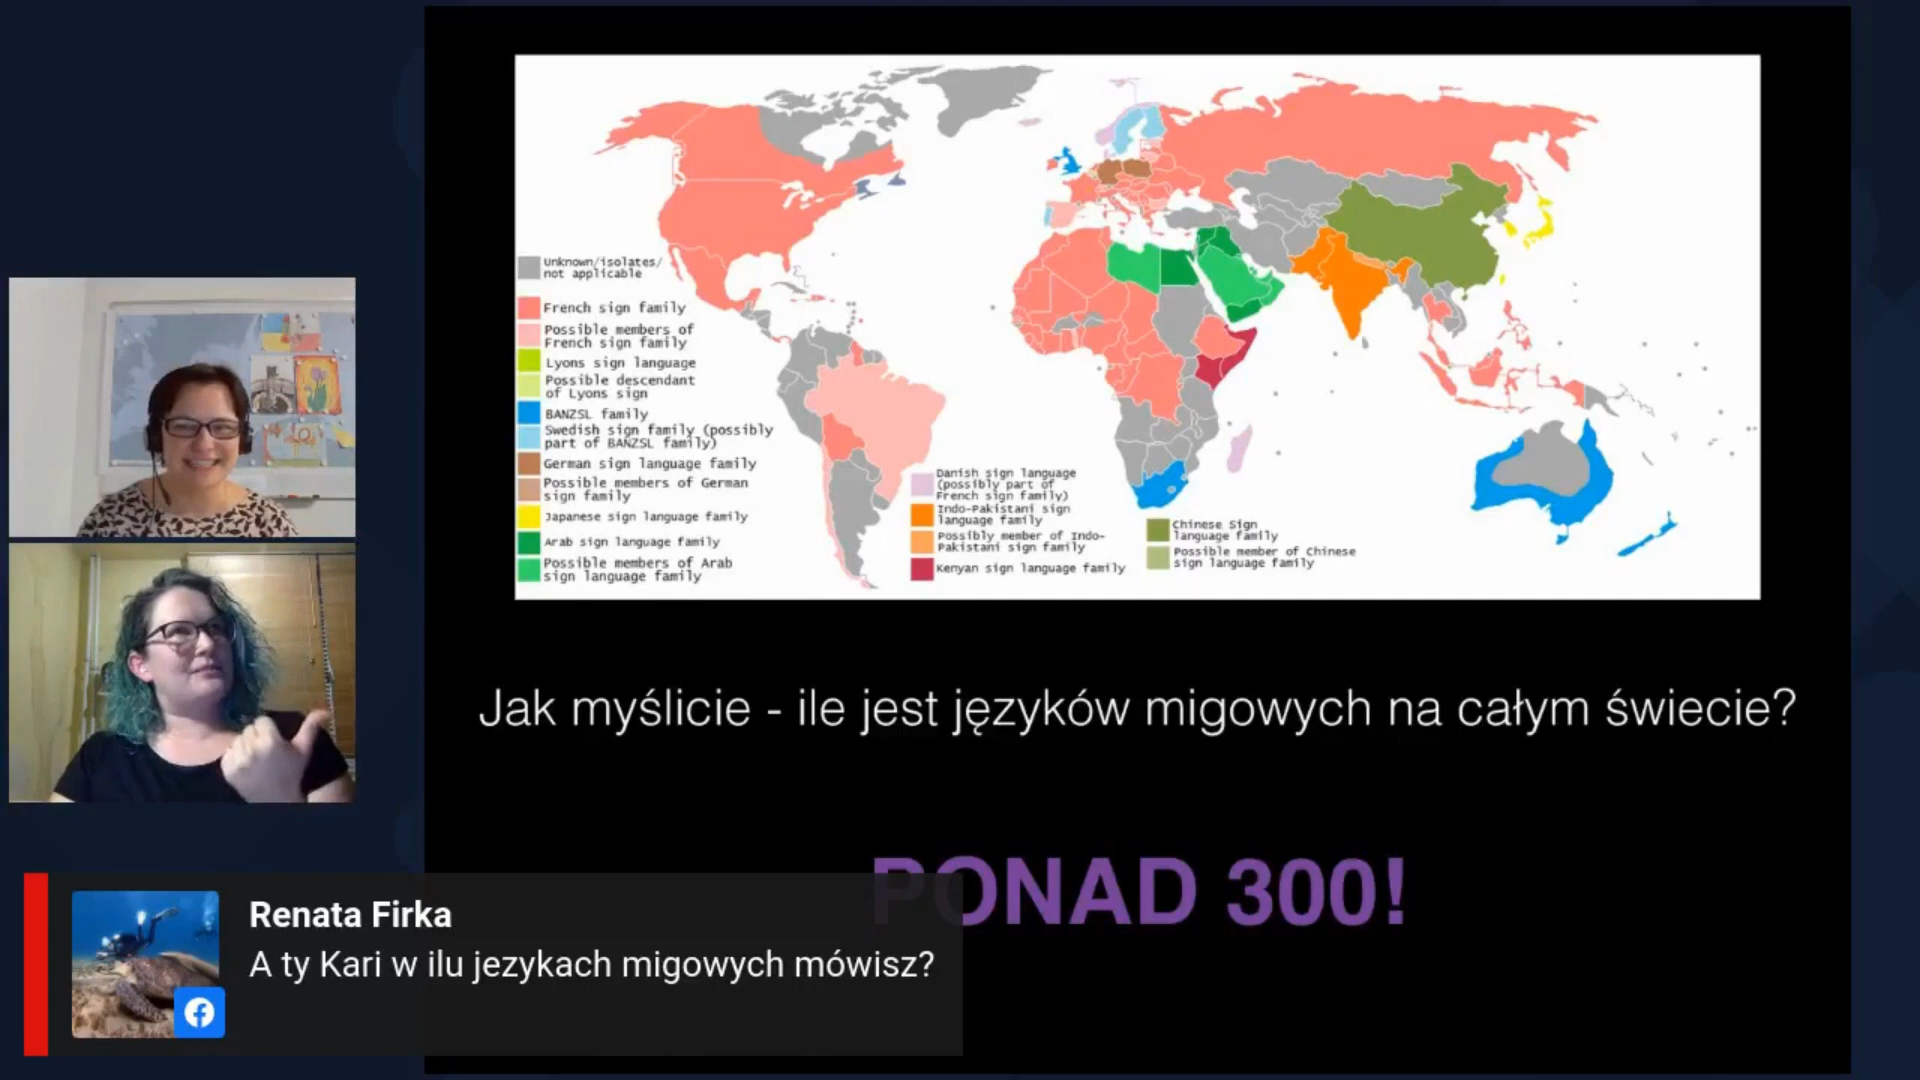 Unknown/isolates/
not applicable
French sign family
Possible members of
French sign family
Lyons sign language
Possible descendant
of Lyons sign
BANZSL family
Swedish sign family (possibly
part of BANZSL family)
German sign language family
Possible members of German
sign family
Japanese sign language family
Arab sign language family
Possible members of Arab
sign language family
Danish sign language
(possibly part of
French sign family)
Indo-Pakistani sign
language family
Possibly member of Indo-
Pakistani sign family
Kenyan sign language family
Chinese Sign
language family
Possible member of Chinese
sign language family
Jak myślicie - ile jest języków migowych na całym świecie?
PONAD 300!
Renata Firka
A ty Kari w ilu jezykach migowych mówisz?